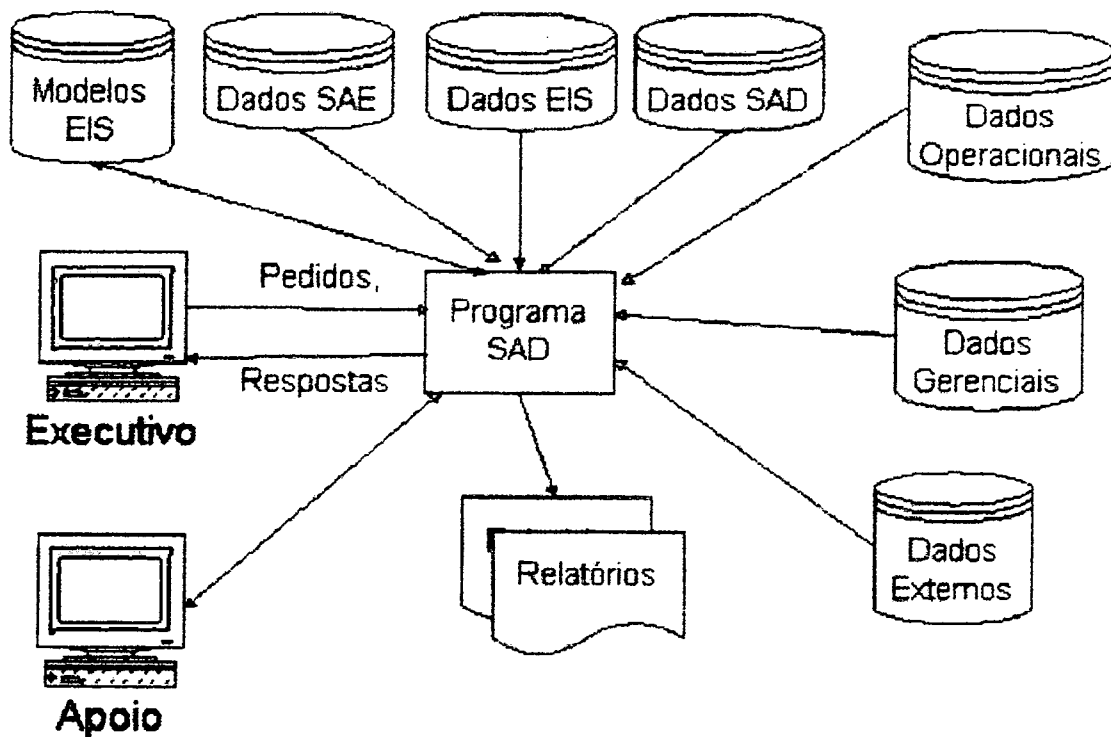 Modelos
EIS
Dados SAE
Dados EIS
Dados SAD
Dados
Operacionais
Pedidos,
Programa
SAD
Respostas
Executivo
Dados
Gerenciais
Relatórios
Dados
Externos
Apoio